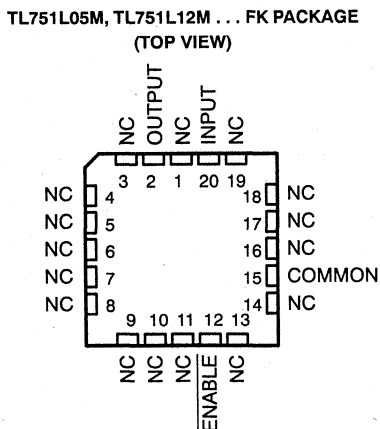 TL751L05M, TL751L12M . . . FK PACKAGE
(TOP VIEW)
NC OUTPUT NC INPUT NC
3 2 1 20 19
NC 4 18 NC
NC 5 17 NC
NC 6 16 NC
NC 7 15 COMMON
NC 8 14 NC
9 10 11 12 13
NC NC NC ENABLE NC